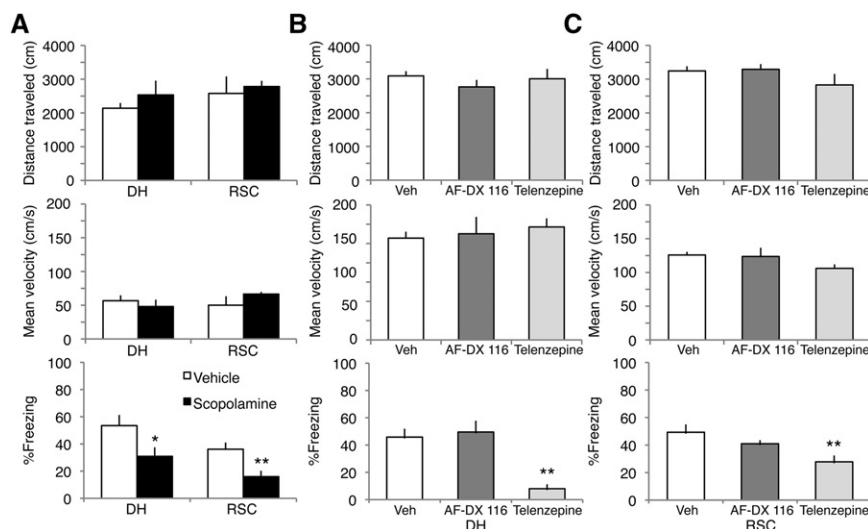 A
B
C
Distance traveled (cm)
4000
3000
2000
1000
0
DH RSC
Distance traveled (cm)
4000
3000
2000
1000
0
Veh AF-DX 116 Telenzepine
Distance traveled (cm)
4000
3000
2000
1000
0
Veh AF-DX 116 Telenzepine
Mean velocity (cm/s)
200
150
100
50
0
DH RSC
Mean velocity (cm/s)
200
150
100
50
0
Veh AF-DX 116 Telenzepine
Mean velocity (cm/s)
200
150
100
50
0
Veh AF-DX 116 Telenzepine
%Freezing
100
80
60
40
20
0
Vehicle
Scopolamine
*
**
DH RSC
%Freezing
100
80
60
40
20
0
**
Veh AF-DX 116 Telenzepine
DH
%Freezing
100
80
60
40
20
0
**
Veh AF-DX 116 Telenzepine
RSC